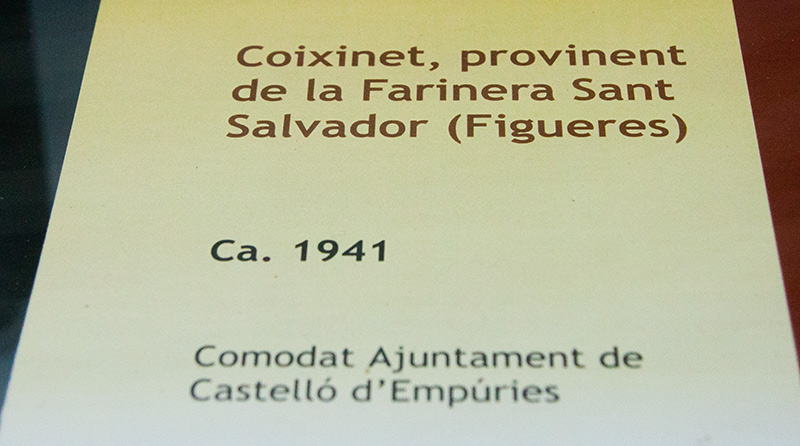 Coixinet, provinent
de la Farinera Sant
Salvador (Figueres)
Ca. 1941
Comodat Ajuntament de
Castelló d'Empúries